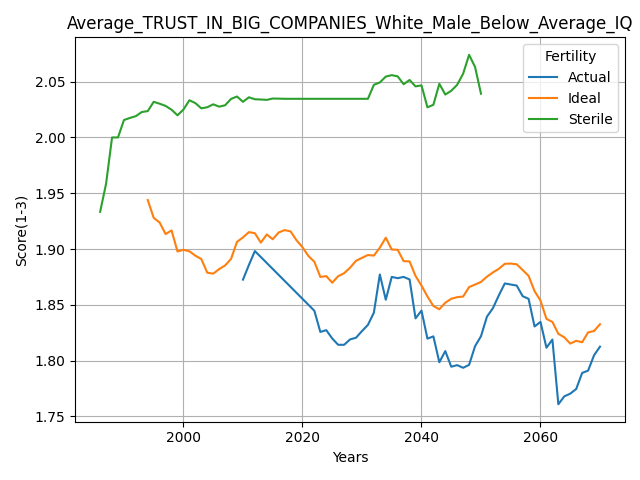 Average_TRUST_IN_BIG_COMPANIES_White_Male_Below_Average_IQ
Fertility
Actual
Ideal
Sterile
Score(1-3)
2.05
2.00
1.95
1.90
1.85
1.80
1.75
2000 2020 2040 2060
Years